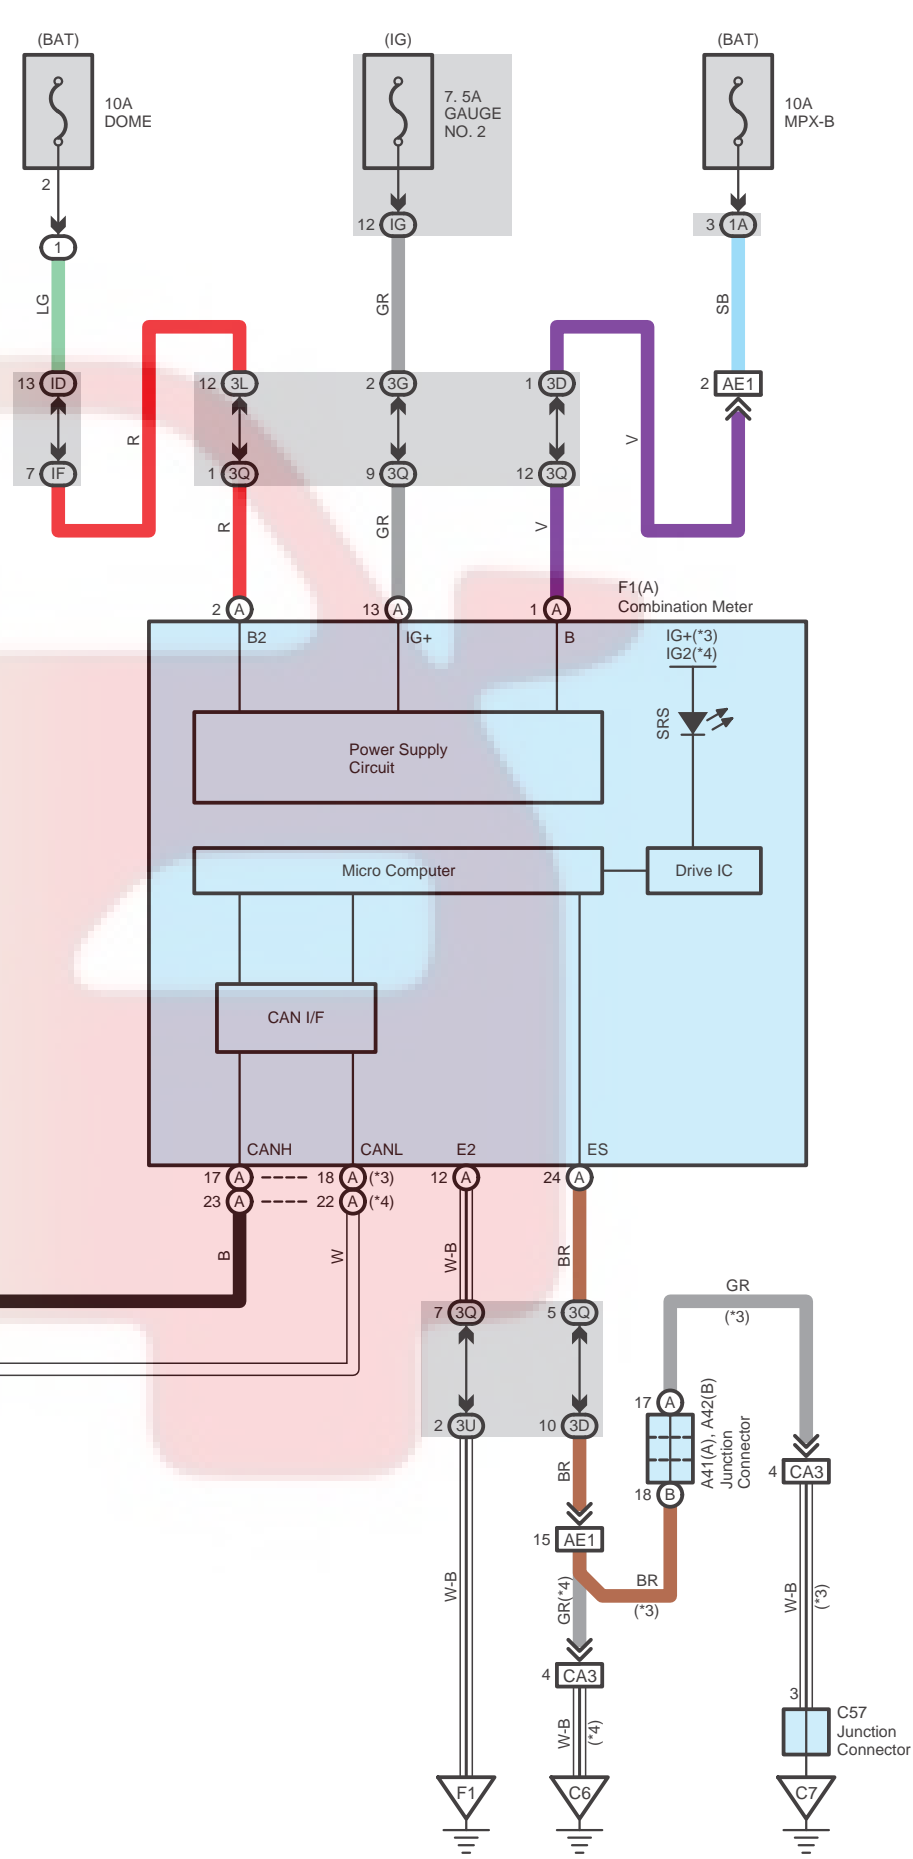 (BAT)
(IG)
(BAT)
10A
DOME
7. 5A
GAUGE
NO. 2
10A
MPX-B
2
1
12 IG
3 1A
LG
GR
SB
13 ID
12 3L
2 3G
1 3D
2 AE1
R
V
7 IF
1 3Q
9 3Q
12 3Q
R
GR
V
F1(A)
Combination Meter
2 A
13 A
1 A
B2
IG+
B
IG+(*3)
IG2(*4)
SRS
Power Supply
Circuit
Micro Computer
Drive IC
CAN I/F
CANH
CANL
E2
ES
17 A
18 A (*3)
12 A
24 A
23 A
22 A (*4)
B
W
W-B
BR
GR
(*3)
7 3Q
5 3Q
17 A
A41(A), A42(B)
Junction
Connector
2 3U
10 3D
BR
4 CA3
18 B
15 AE1
W-B
GR(*4)
BR
(*3)
W-B
(*3)
4 CA3
W-B
(*4)
3
C57
Junction
Connector
F1
C6
C7